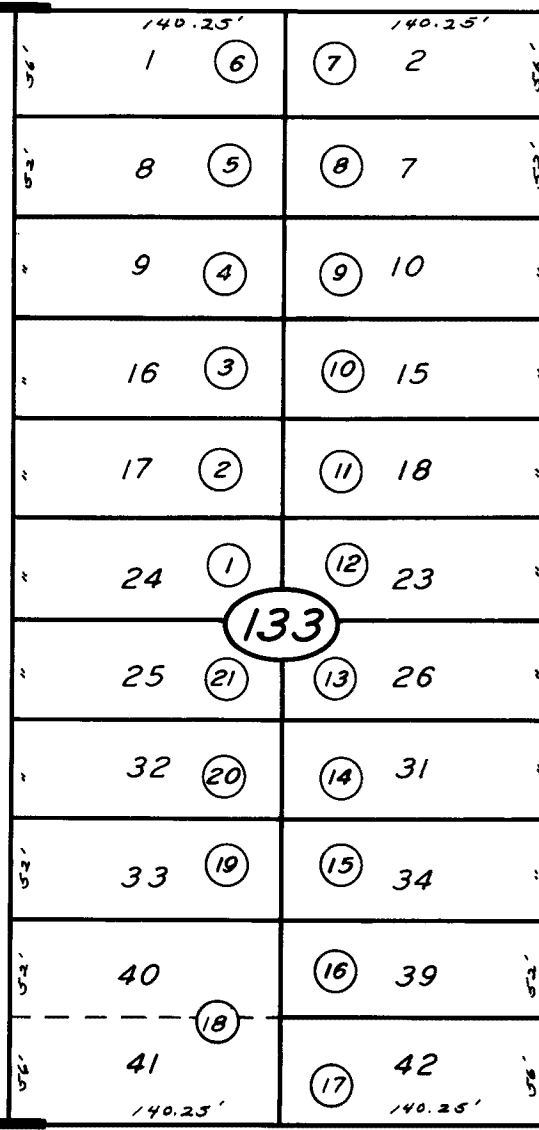 140.25' 140.25'
56' 1 6 7 2 56'
52' 8 5 8 7 52'
" 9 4 9 10 "
" 16 3 10 15 "
" 17 2 11 18 "
" 24 1 12 23 "
133
" 25 21 13 26 "
" 32 20 14 31 "
52' 33 19 15 34 "
52' 40 16 39 52'
18
56' 41 17 42 56'
140.25' 140.25'